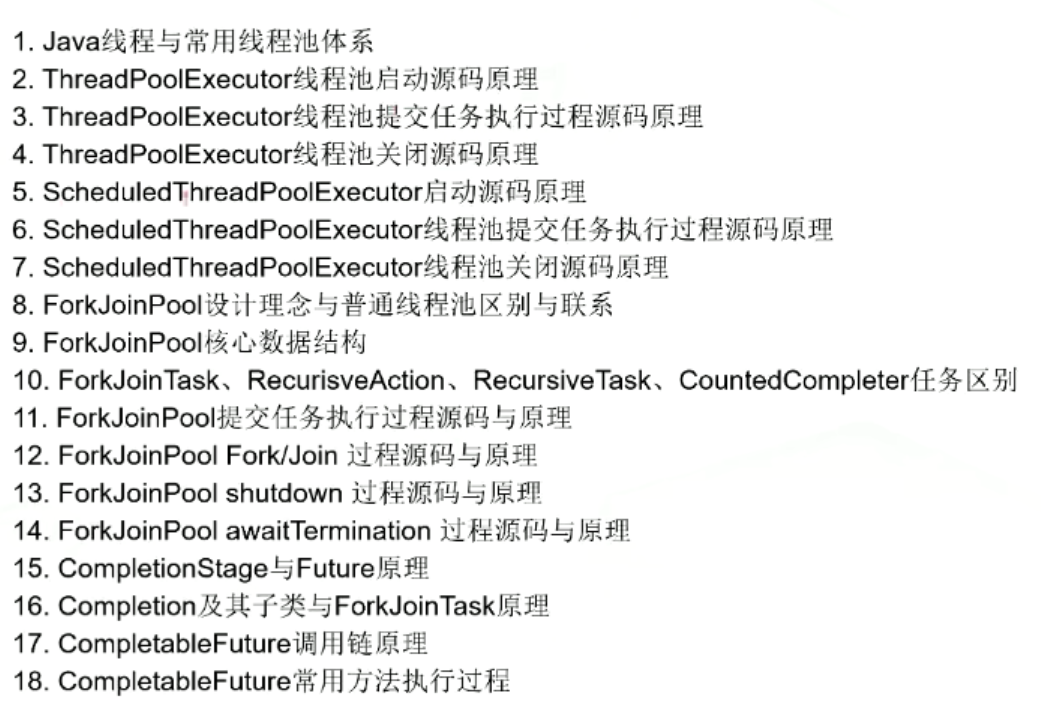 1. Java线程与常用线程池体系
2. ThreadPoolExecutor线程池启动源码原理
3. ThreadPoolExecutor线程池提交任务执行过程源码原理
4. ThreadPoolExecutor线程池关闭源码原理
5. ScheduledThreadPoolExecutor启动源码原理
6. ScheduledThreadPoolExecutor线程池提交任务执行过程源码原理
7. ScheduledThreadPoolExecutor线程池关闭源码原理
8. ForkJoinPool设计理念与普通线程池区别与联系
9. ForkJoinPool核心数据结构
10. ForkJoinTask、RecurisveAction、RecursiveTask、CountedCompleter任务区别
11. ForkJoinPool提交任务执行过程源码与原理
12. ForkJoinPool Fork/Join 过程源码与原理
13. ForkJoinPool shutdown 过程源码与原理
14. ForkJoinPool awaitTermination 过程源码与原理
15. CompletionStage与Future原理
16. Completion及其子类与ForkJoinTask原理
17. CompletableFuture调用链原理
18. CompletableFuture常用方法执行过程